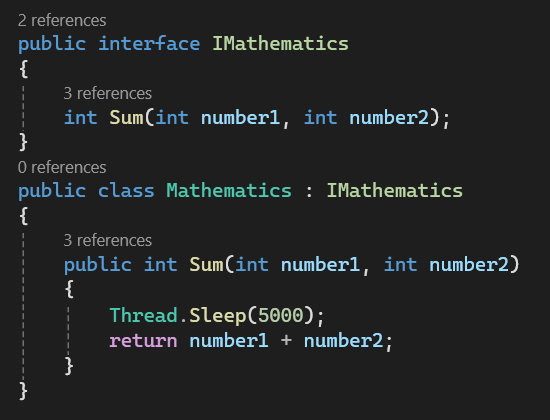 2 references
public interface IMathematics
{
3 references
int Sum(int number1, int number2);
}
0 references
public class Mathematics : IMathematics
{
3 references
public int Sum(int number1, int number2)
{
Thread.Sleep(5000);
return number1 + number2;
}
}